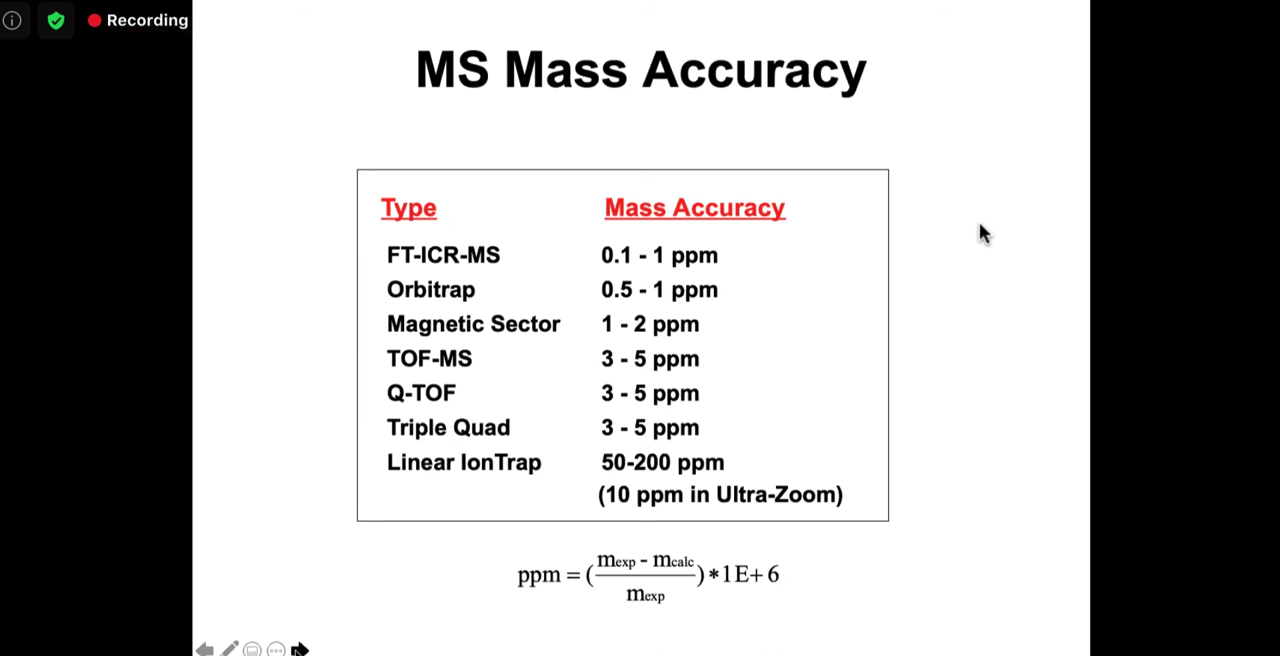 Recording
MS Mass Accuracy
Type Mass Accuracy
FT-ICR-MS 0.1 - 1 ppm
Orbitrap 0.5 - 1 ppm
Magnetic Sector 1 - 2 ppm
TOF-MS 3 - 5 ppm
Q-TOF 3 - 5 ppm
Triple Quad 3 - 5 ppm
Linear IonTrap 50-200 ppm
(10 ppm in Ultra-Zoom)
mexp - mcalc
ppm = ( ) *1E+6
mexp